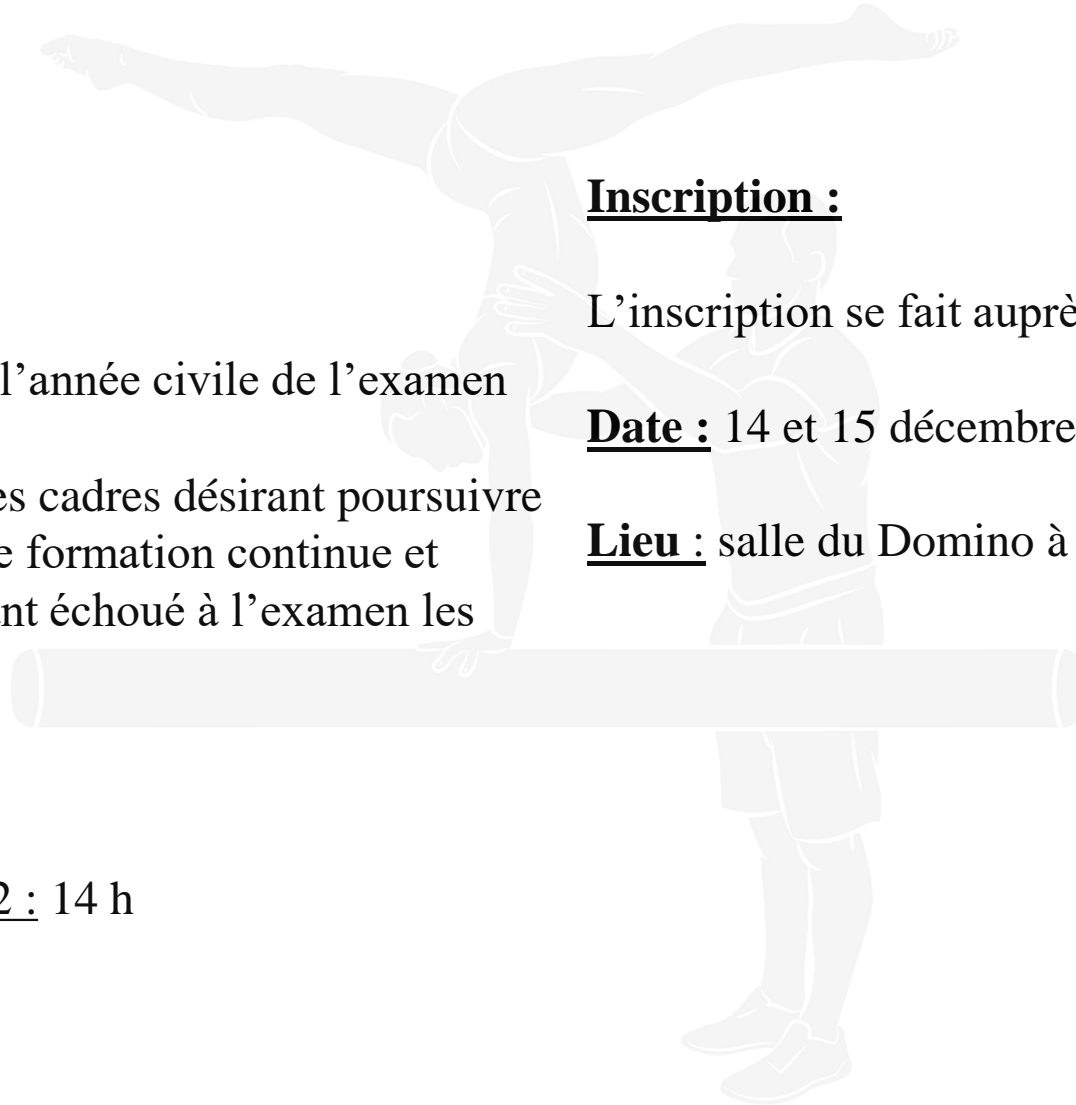 l’année civile de l’examen
es cadres désirant poursuivre
e formation continue et
nt échoué à l’examen les
2 : 14 h
Inscription :
L’inscription se fait auprè
Date : 14 et 15 décembre
Lieu : salle du Domino à